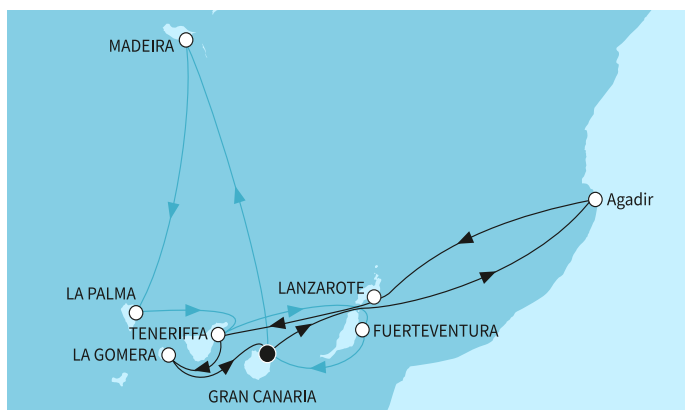 MADEIRA
Agadir
LANZAROTE
LA PALMA
TENERIFFA
FUERTEVENTURA
LA GOMERA
GRAN CANARIA